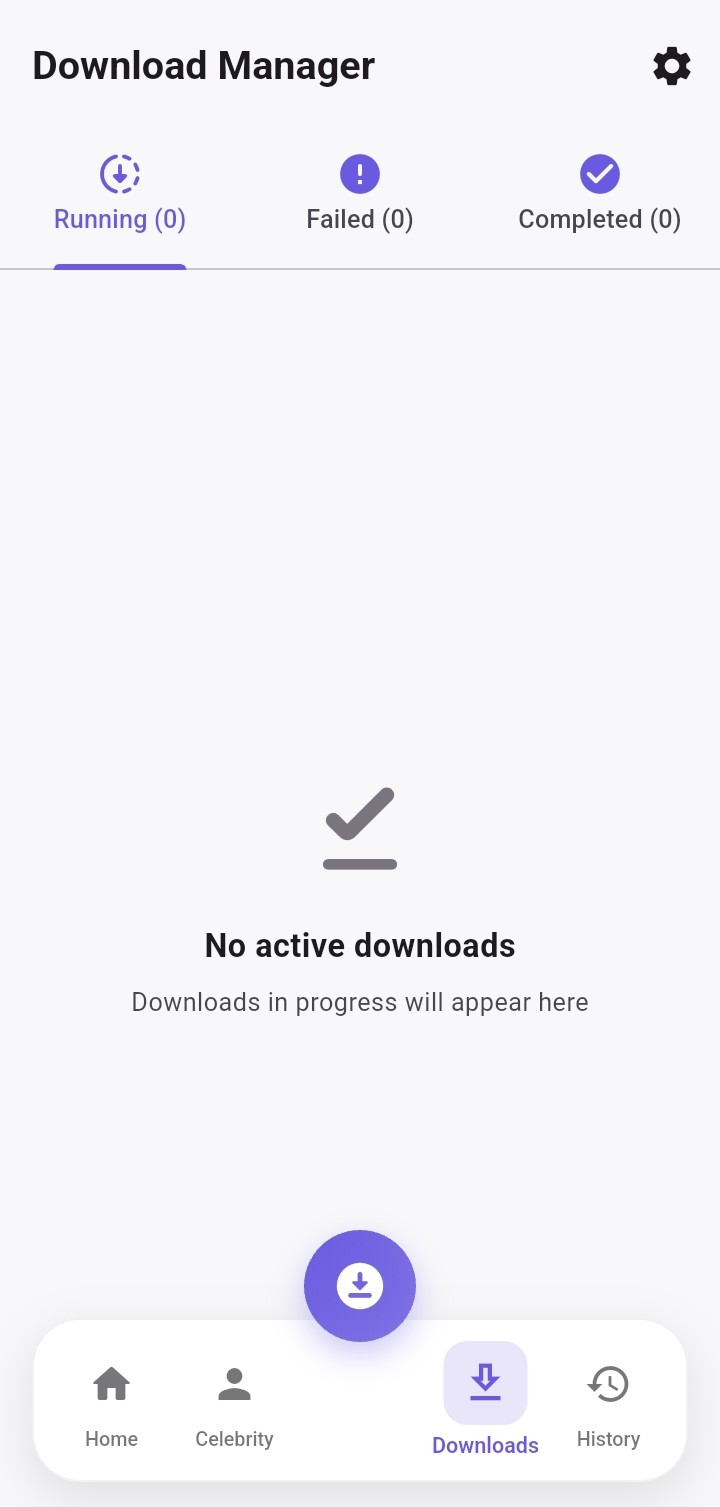 Download Manager
Running (0)
Failed (0)
Completed (0)
No active downloads
Downloads in progress will appear here
Home
Celebrity
Downloads
History